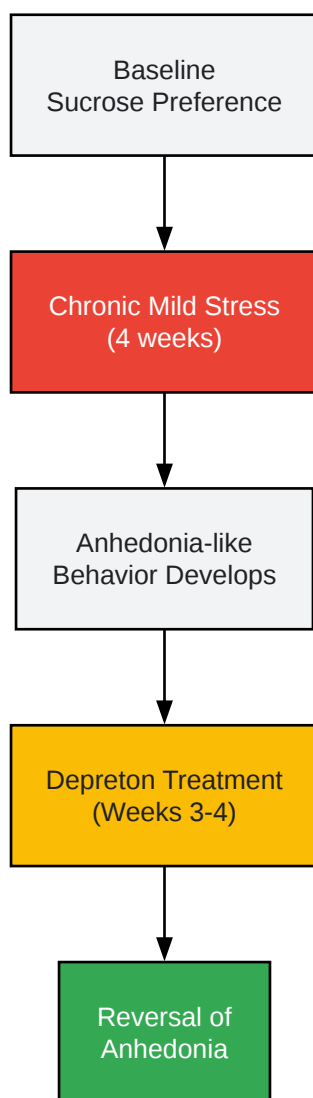 Baseline
Sucrose Preference
Chronic Mild Stress
(4 weeks)
Anhedonia-like
Behavior Develops
Depreton Treatment
(Weeks 3-4)
Reversal of
Anhedonia